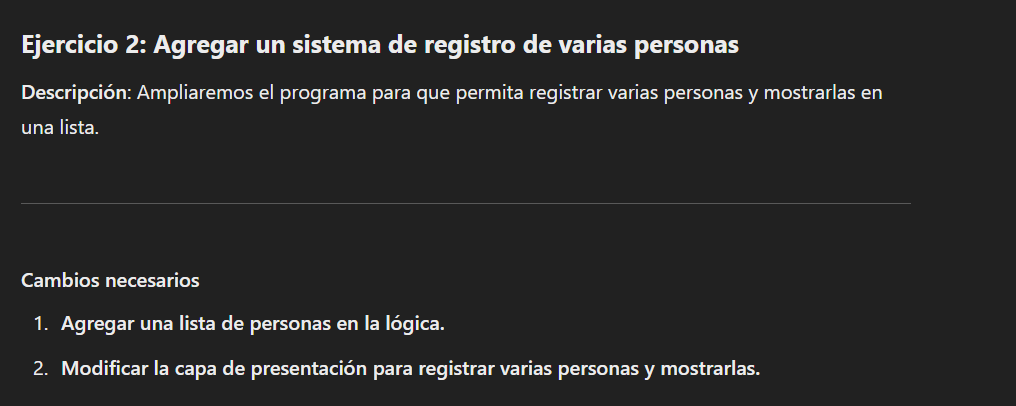 Ejercicio 2: Agregar un sistema de registro de varias personas
Descripción: Ampliaremos el programa para que permita registrar varias personas y mostrarlas en
una lista.
Cambios necesarios
1. Agregar una lista de personas en la lógica.
2. Modificar la capa de presentación para registrar varias personas y mostrarlas.